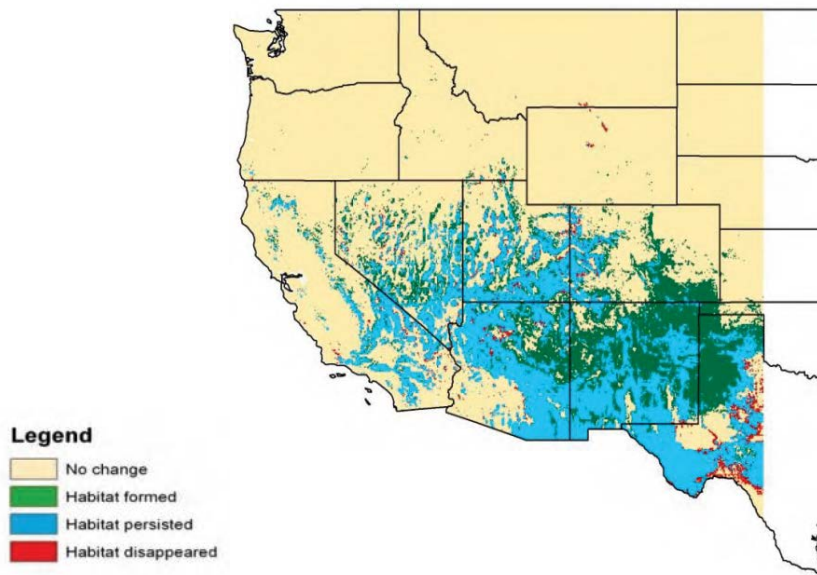 Legend
No change
Habitat formed
Habitat persisted
Habitat disappeared